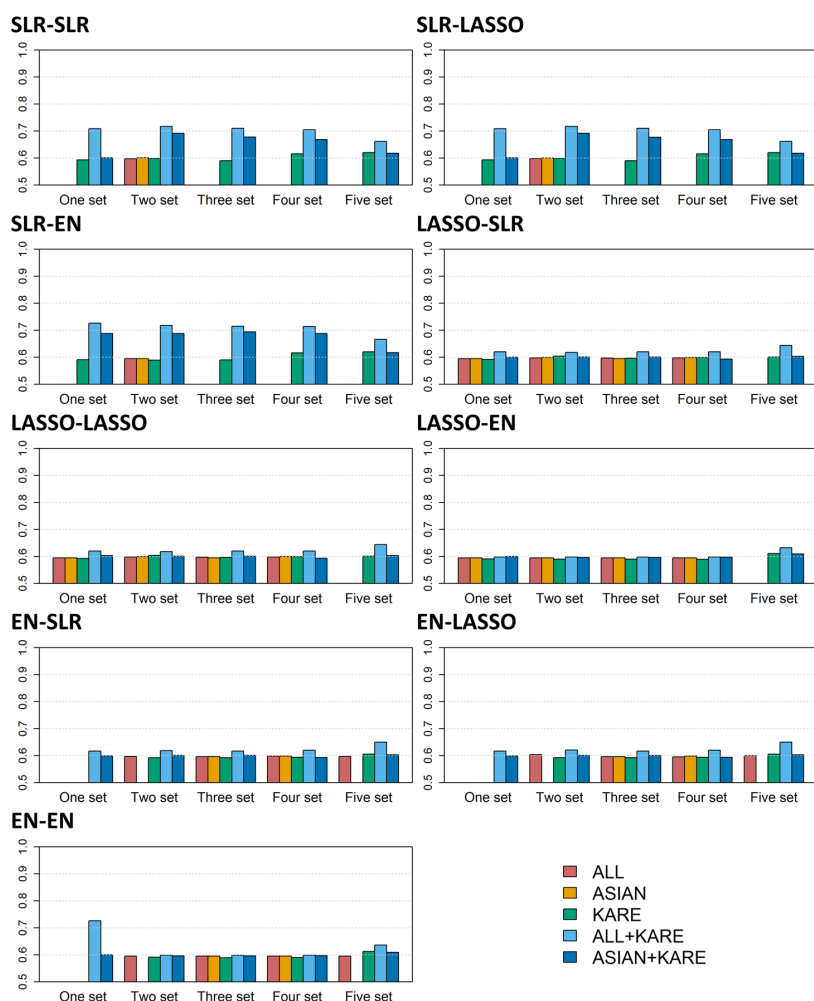 SLR-SLR
1.0
0.9
0.8
0.7
0.6
0.5
One set Two set Three set Four set Five set
SLR-LASSO
1.0
0.9
0.8
0.7
0.6
0.5
One set Two set Three set Four set Five set
SLR-EN
1.0
0.9
0.8
0.7
0.6
0.5
One set Two set Three set Four set Five set
LASSO-SLR
1.0
0.9
0.8
0.7
0.6
0.5
One set Two set Three set Four set Five set
LASSO-LASSO
1.0
0.9
0.8
0.7
0.6
0.5
One set Two set Three set Four set Five set
LASSO-EN
1.0
0.9
0.8
0.7
0.6
0.5
One set Two set Three set Four set Five set
EN-SLR
1.0
0.9
0.8
0.7
0.6
0.5
One set Two set Three set Four set Five set
EN-LASSO
1.0
0.9
0.8
0.7
0.6
0.5
One set Two set Three set Four set Five set
EN-EN
1.0
0.9
0.8
0.7
0.6
0.5
One set Two set Three set Four set Five set
ALL
ASIAN
KARE
ALL+KARE
ASIAN+KARE